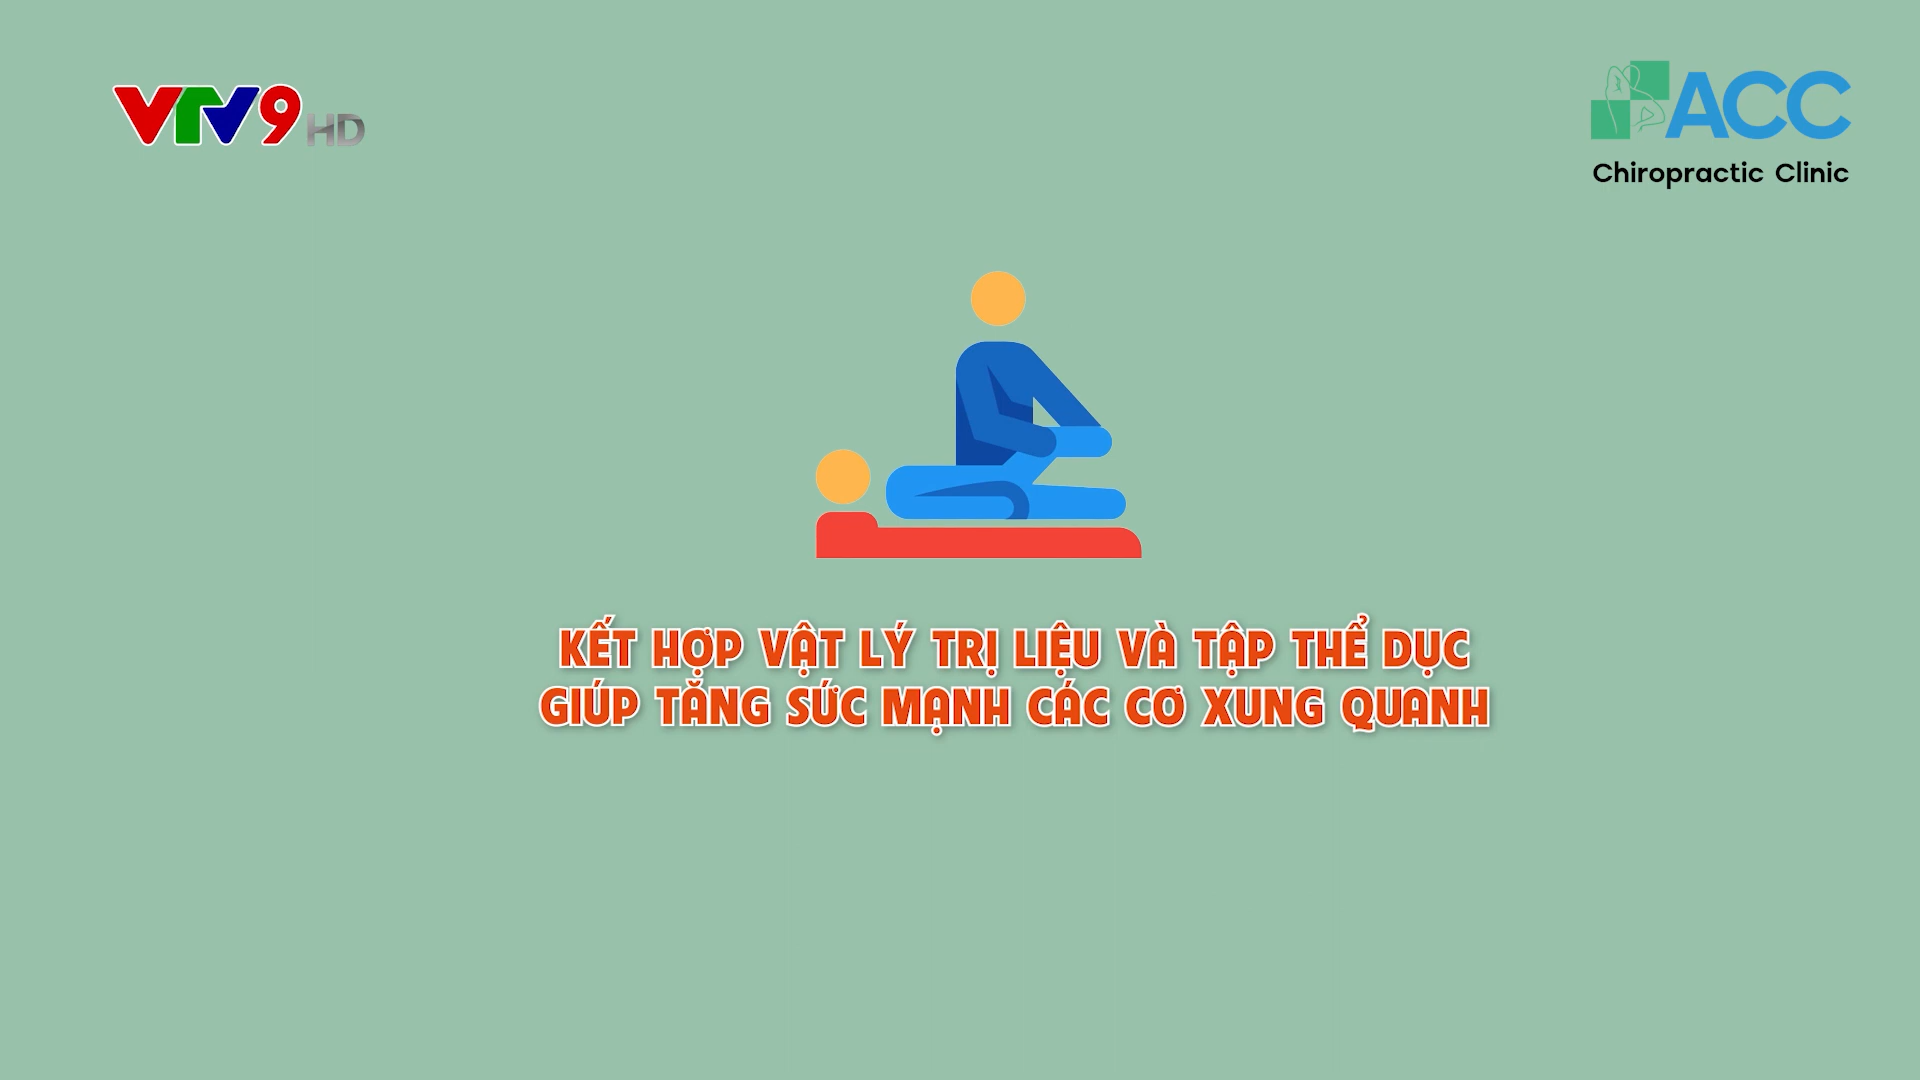 VTV9 HD
ACC
Chiropractic Clinic
KẾT HỢP VẬT LÝ TRỊ LIỆU VÀ TẬP THỂ DỤC
GIÚP TĂNG SỨC MẠNH CÁC CƠ XUNG QUANH